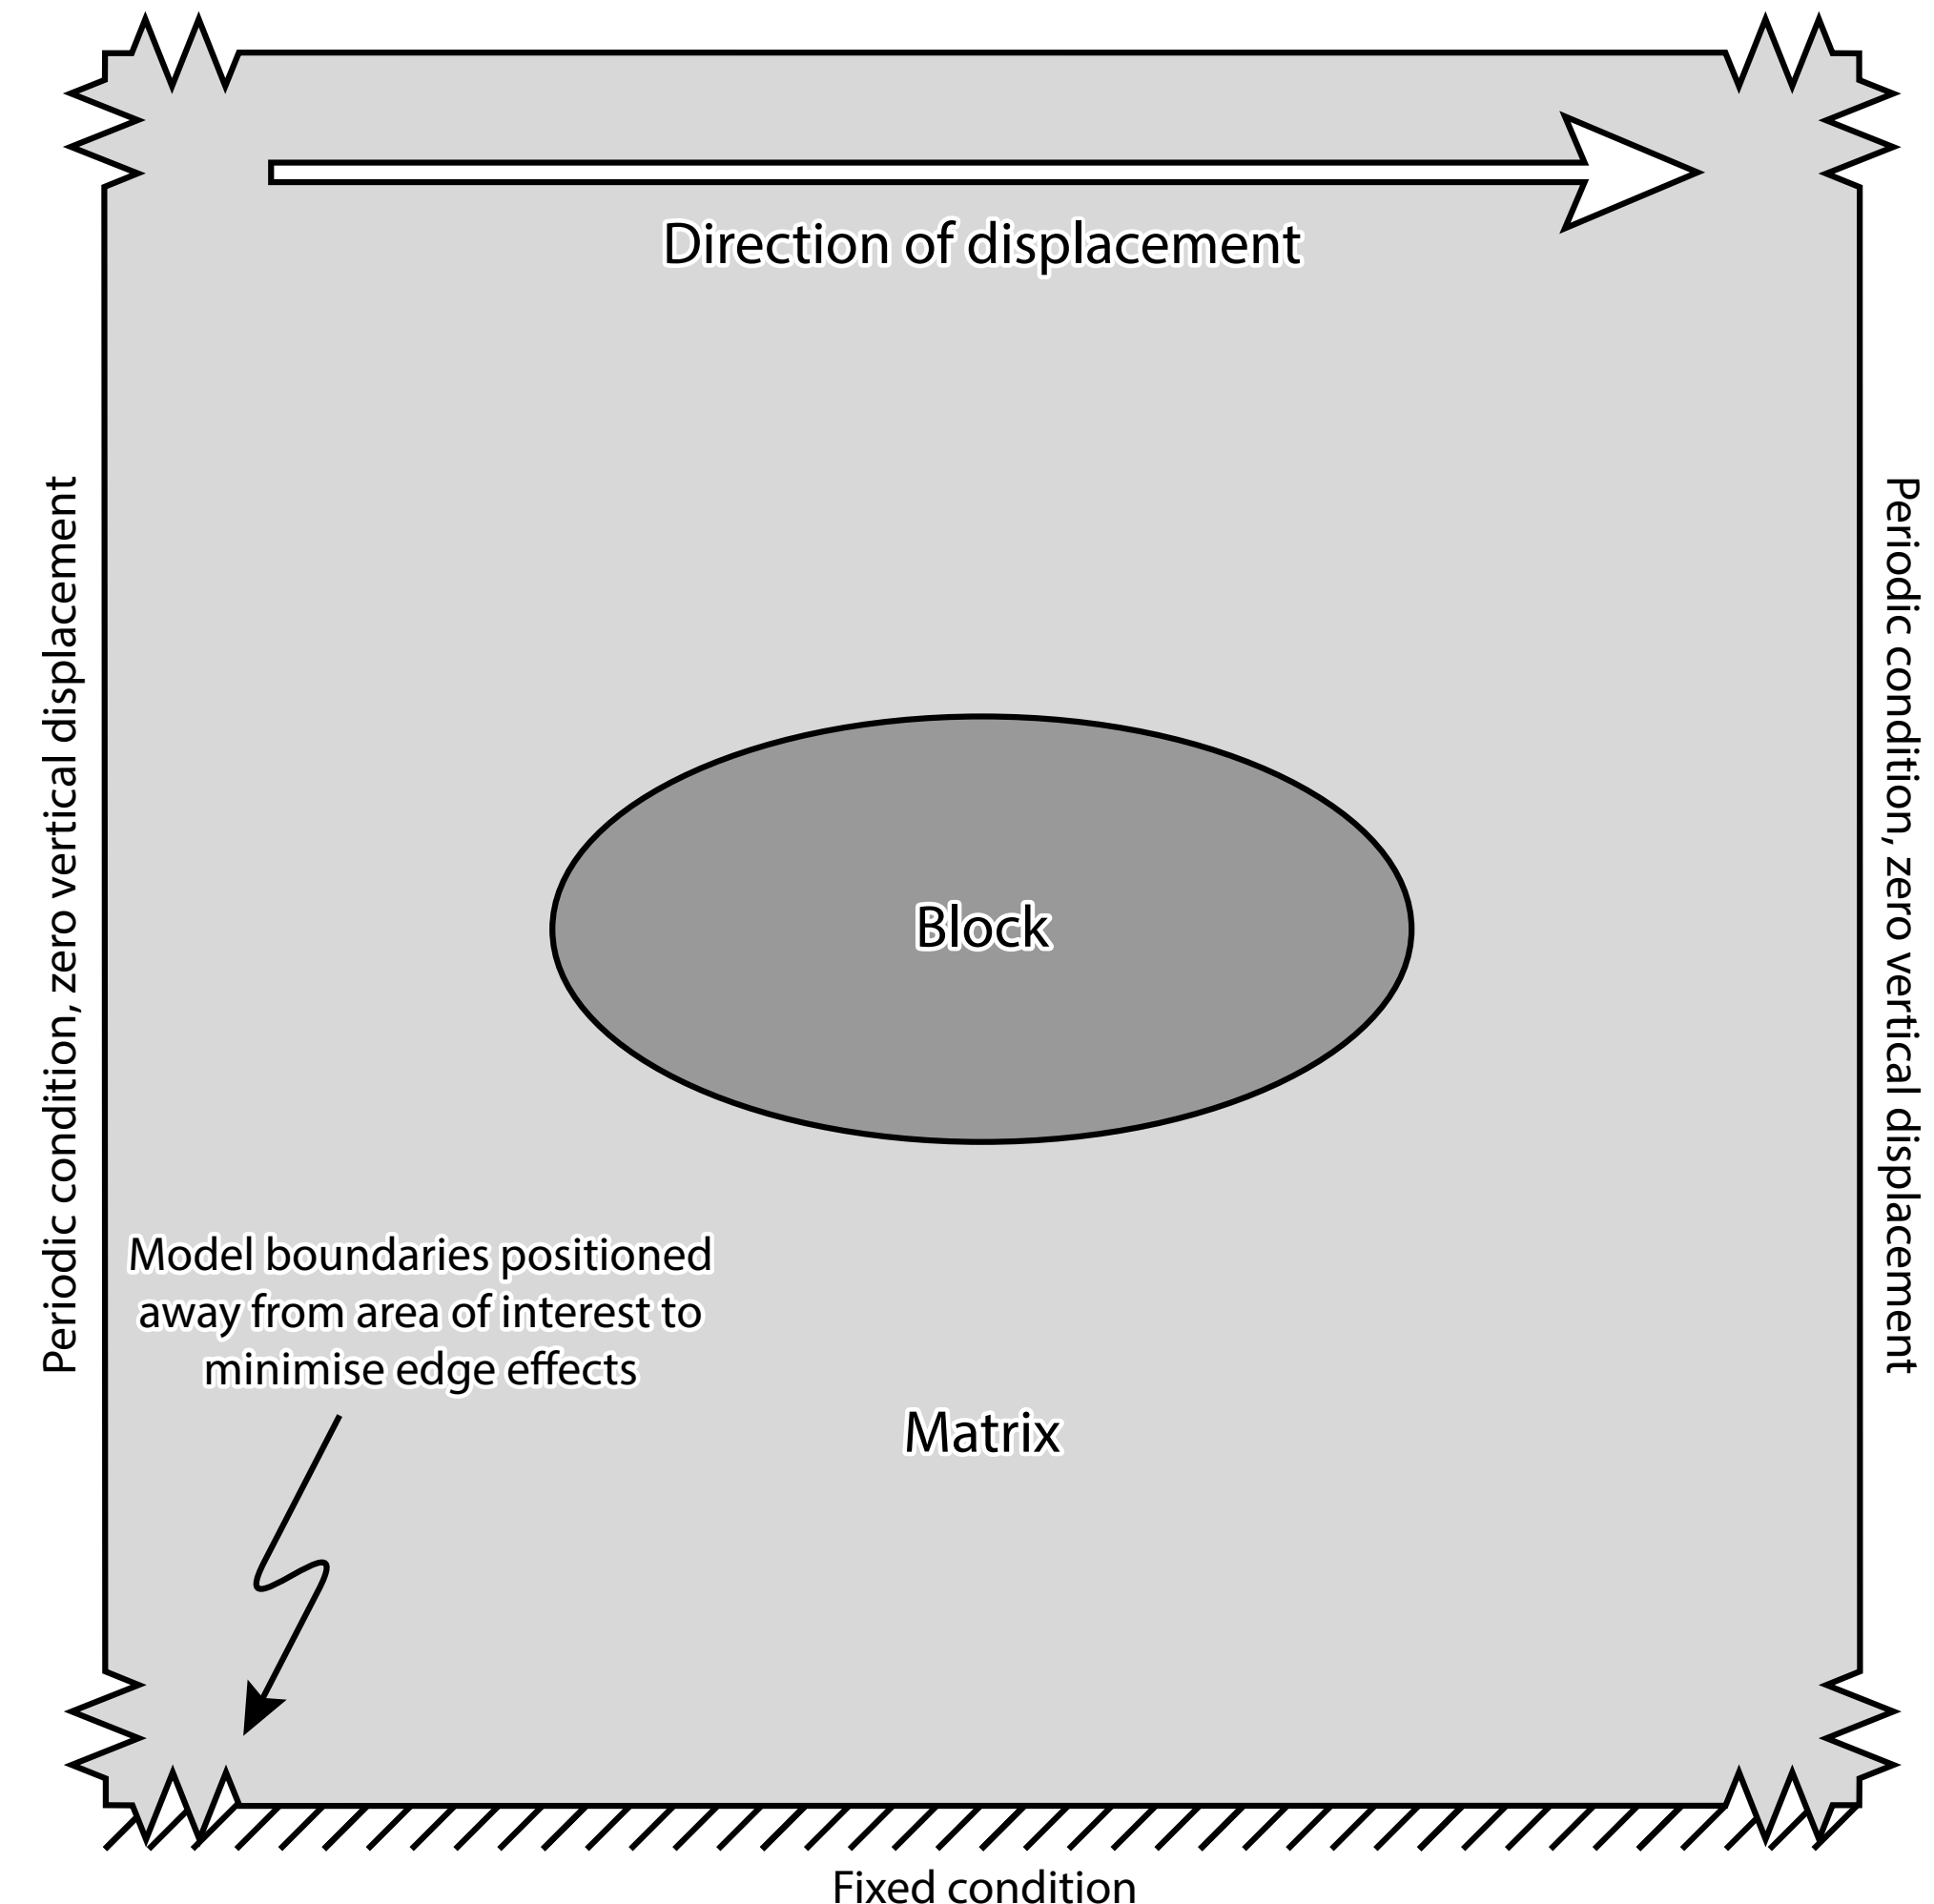 Direction of displacement
Periodic condition, zero vertical displacement
Periodic condition, zero vertical displacement
Block
Model boundaries positioned
away from area of interest to
minimise edge effects
Matrix
Fixed condition